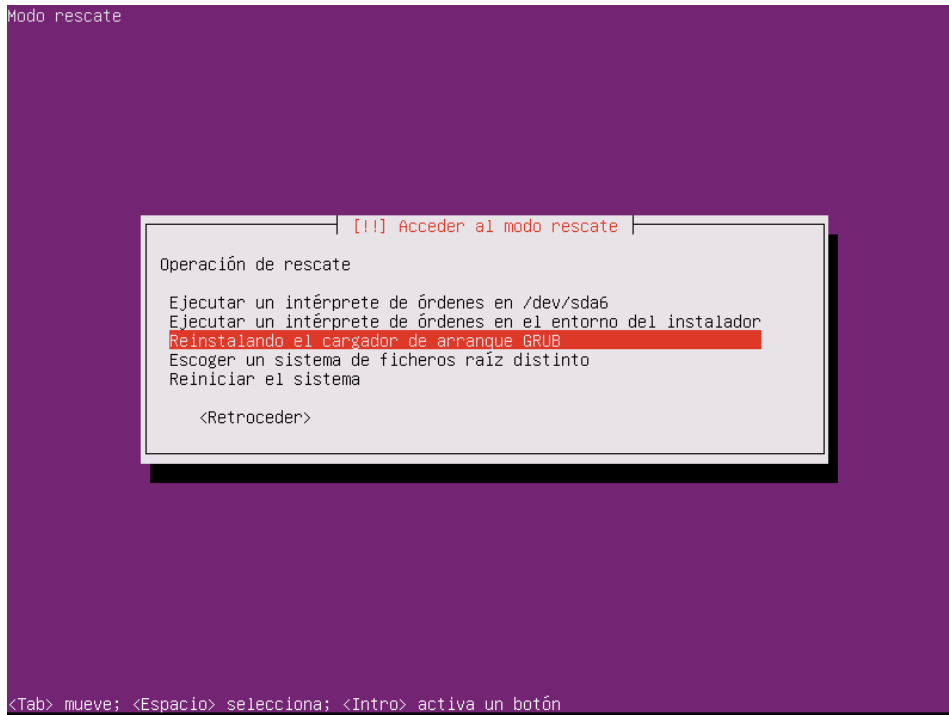 Modo rescate
[!!] Acceder al modo rescate
Operación de rescate
Ejecutar un intérprete de órdenes en /dev/sda6
Ejecutar un intérprete de órdenes en el entorno del instalador
Reinstalando el cargador de arranque GRUB
Escoger un sistema de ficheros raíz distinto
Reiniciar el sistema
<Retroceder>
<Tab> mueve; <Espacio> selecciona; <Intro> activa un botón